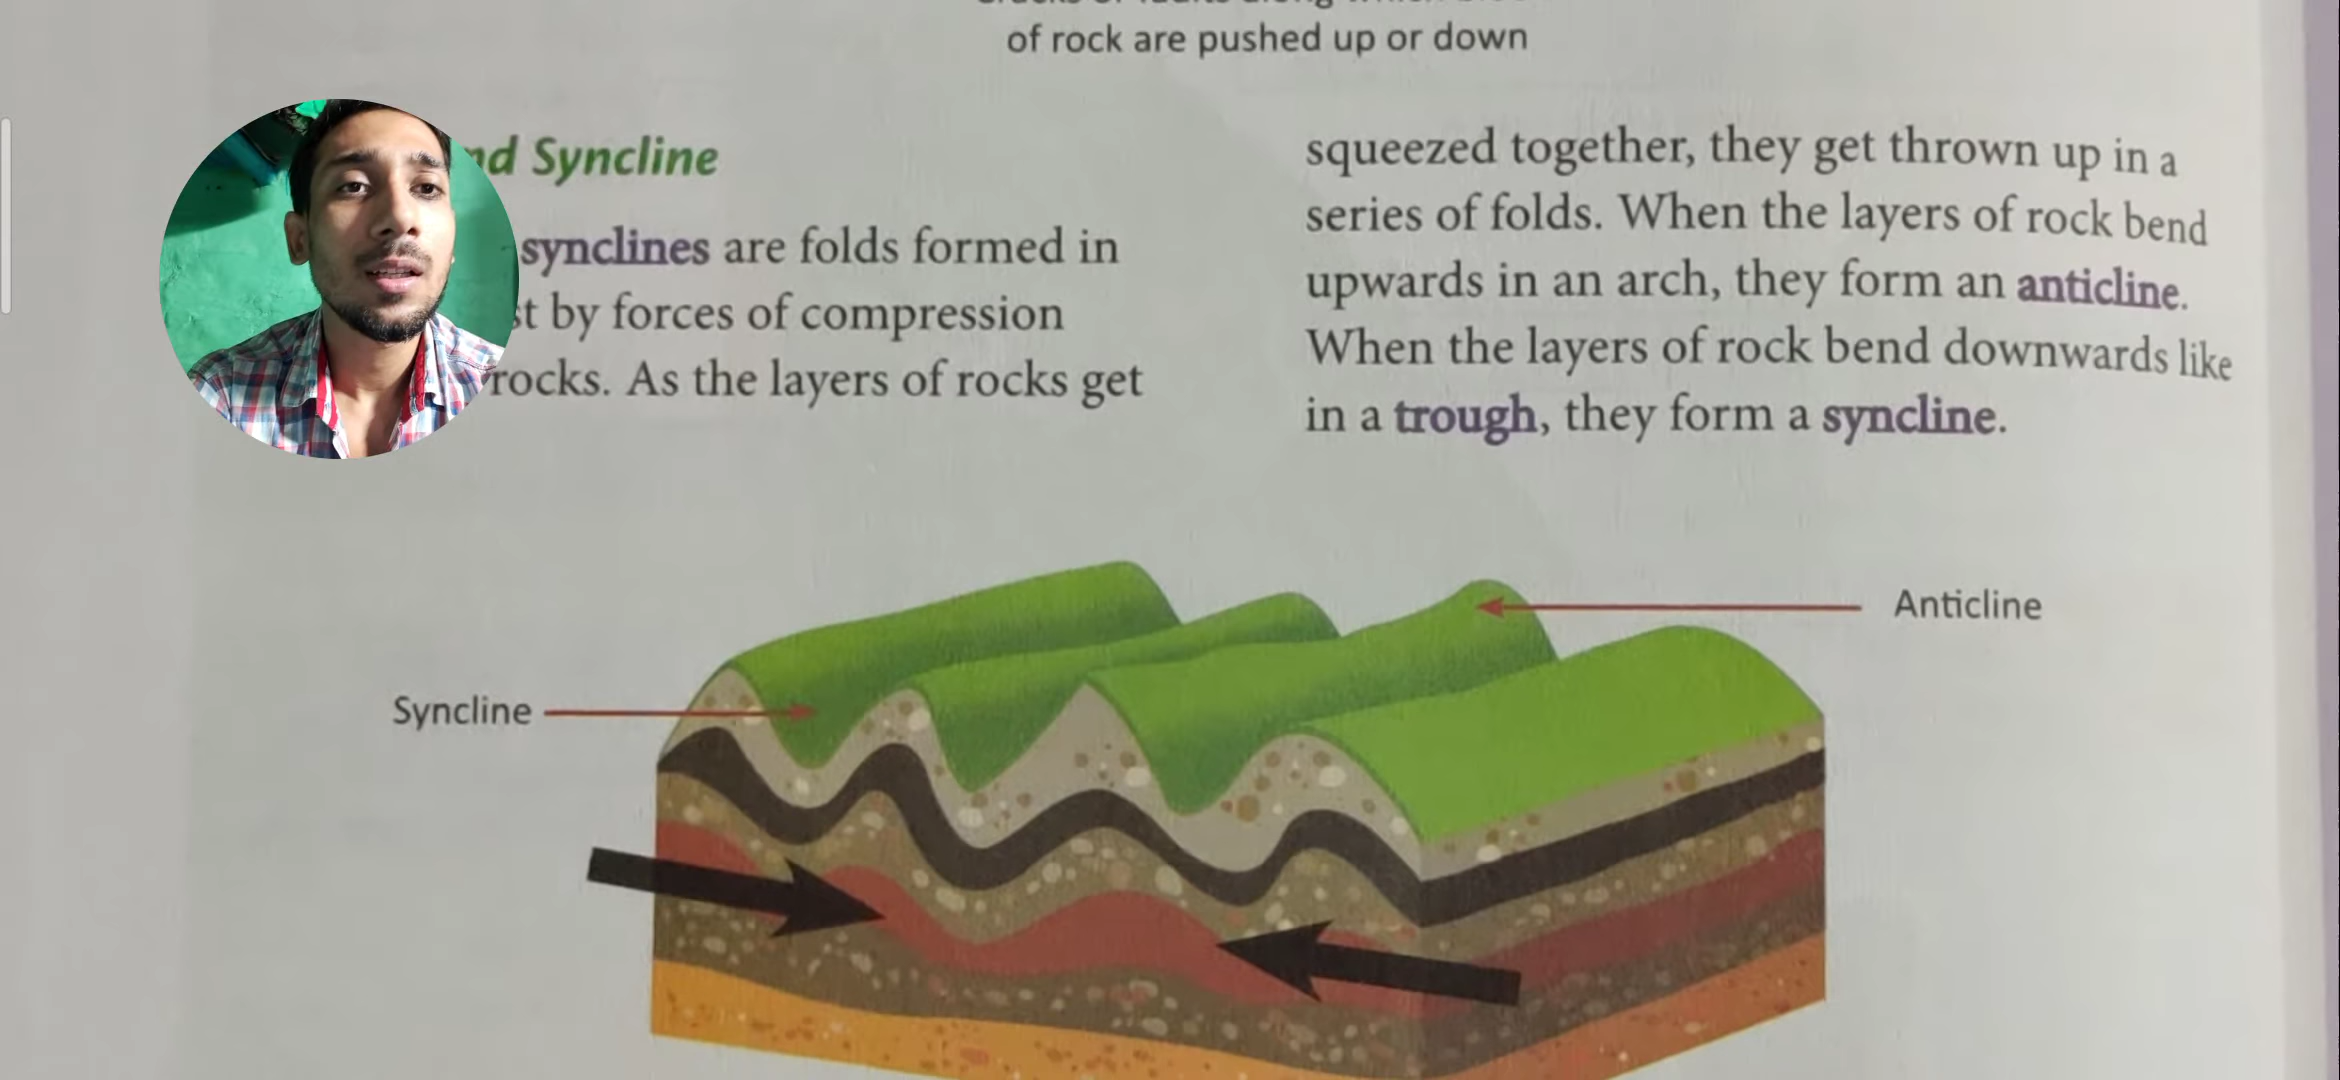 of rock are pushed up or down
nd Syncline
synclines are folds formed in
st by forces of compression
rocks. As the layers of rocks get
squeezed together, they get thrown up in a
series of folds. When the layers of rock bend
upwards in an arch, they form an anticline.
When the layers of rock bend downwards like
in a trough, they form a syncline.
Anticline
Syncline